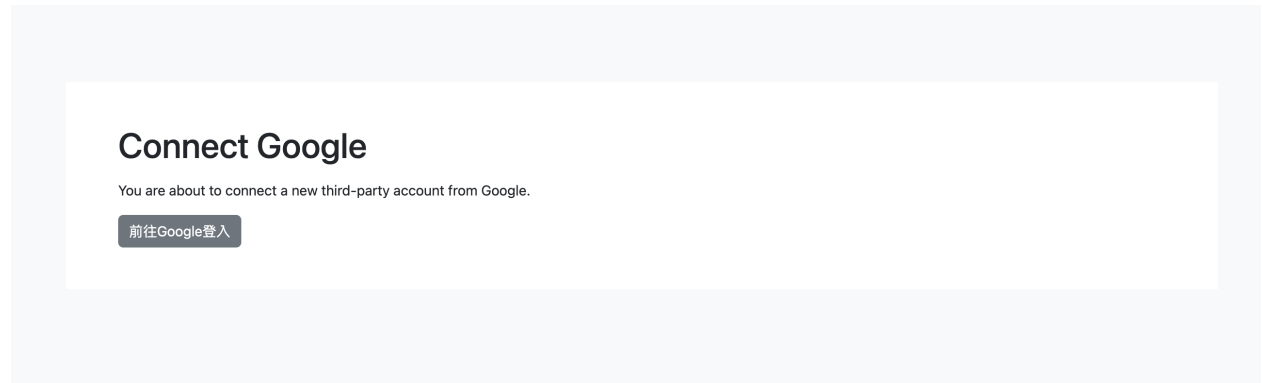 Connect Google
You are about to connect a new third-party account from Google.
前往Google登入